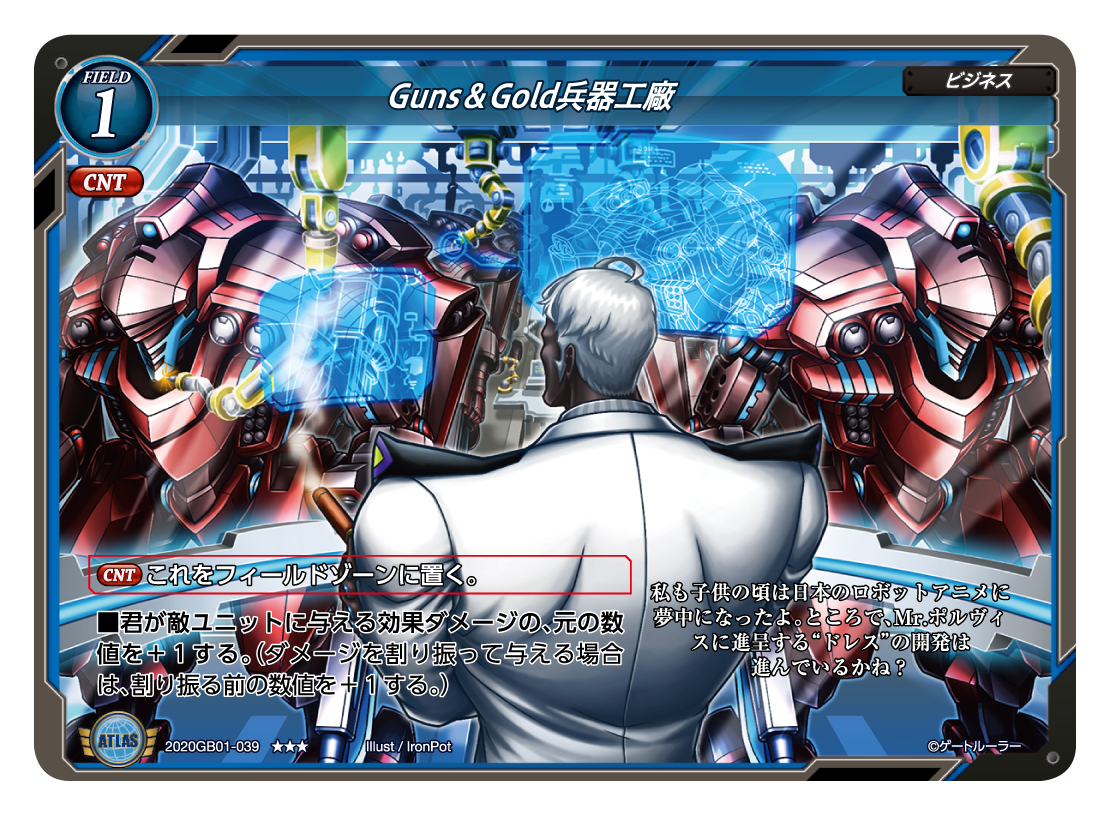 FIELD
1
Guns & Gold兵器工廠
ビジネス
CNT
CNT これをフィールドゾーンに置く。
■君が敵ユニットに与える効果ダメージの、元の数
値を＋１する。（ダメージを割り振って与える場合
は、割り振る前の数値を＋１する。）
私も子供の頃は日本のロボットアニメに
夢中になったよ。ところで、Mr.ポルヴィ
スに進呈する“ドレス”の開発は
進んでいるかね？
ATLAS
2020GB01-039 ★★★
Illust / IronPot
©ゲートルーラー